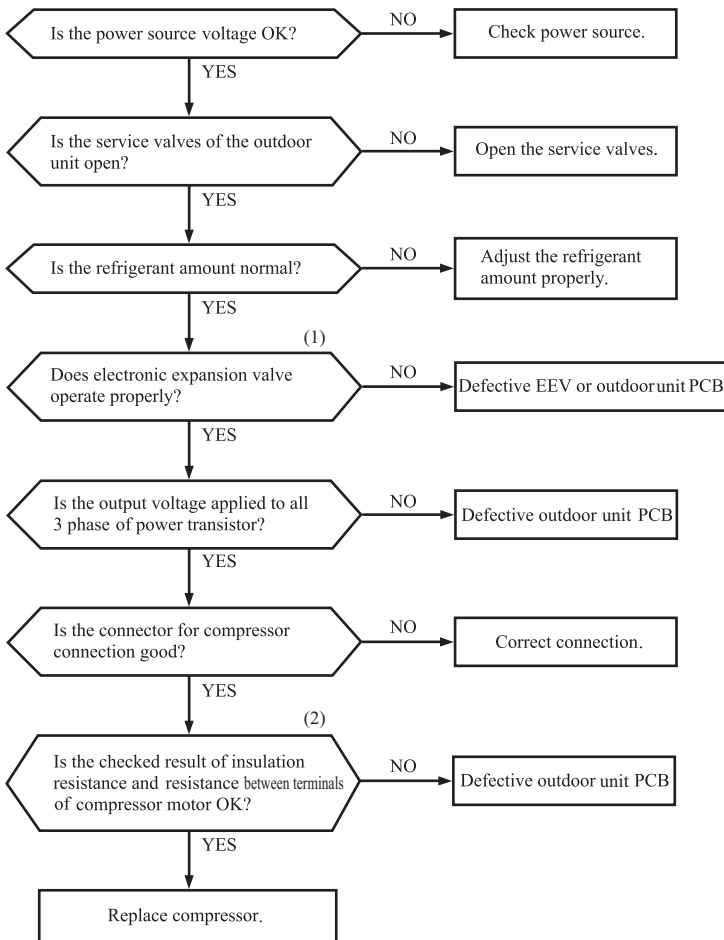 Is the power source voltage OK?
NO
Check power source.
YES
Is the service valves of the outdoor
unit open?
NO
Open the service valves.
YES
Is the refrigerant amount normal?
NO
Adjust the refrigerant
amount properly.
YES
(1)
Does electronic expansion valve
operate properly?
NO
Defective EEV or outdoor unit PCB
YES
Is the output voltage applied to all
3 phase of power transistor?
NO
Defective outdoor unit PCB
YES
Is the connector for compressor
connection good?
NO
Correct connection.
YES
(2)
Is the checked result of insulation
resistance and resistance between terminals
of compressor motor OK?
NO
Defective outdoor unit PCB
YES
Replace compressor.